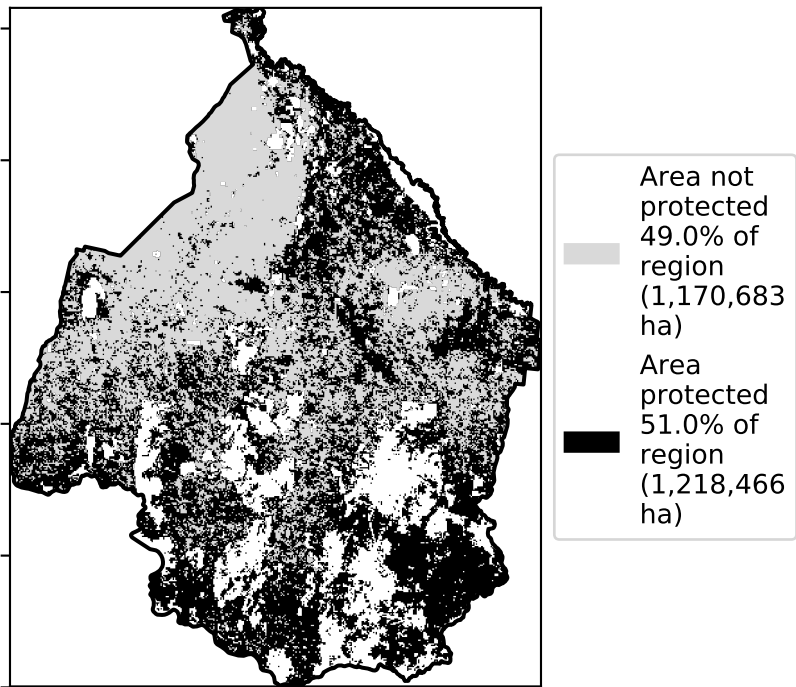 Area not
protected
49.0% of
region
(1,170,683
ha)
Area
protected
51.0% of
region
(1,218,466
ha)